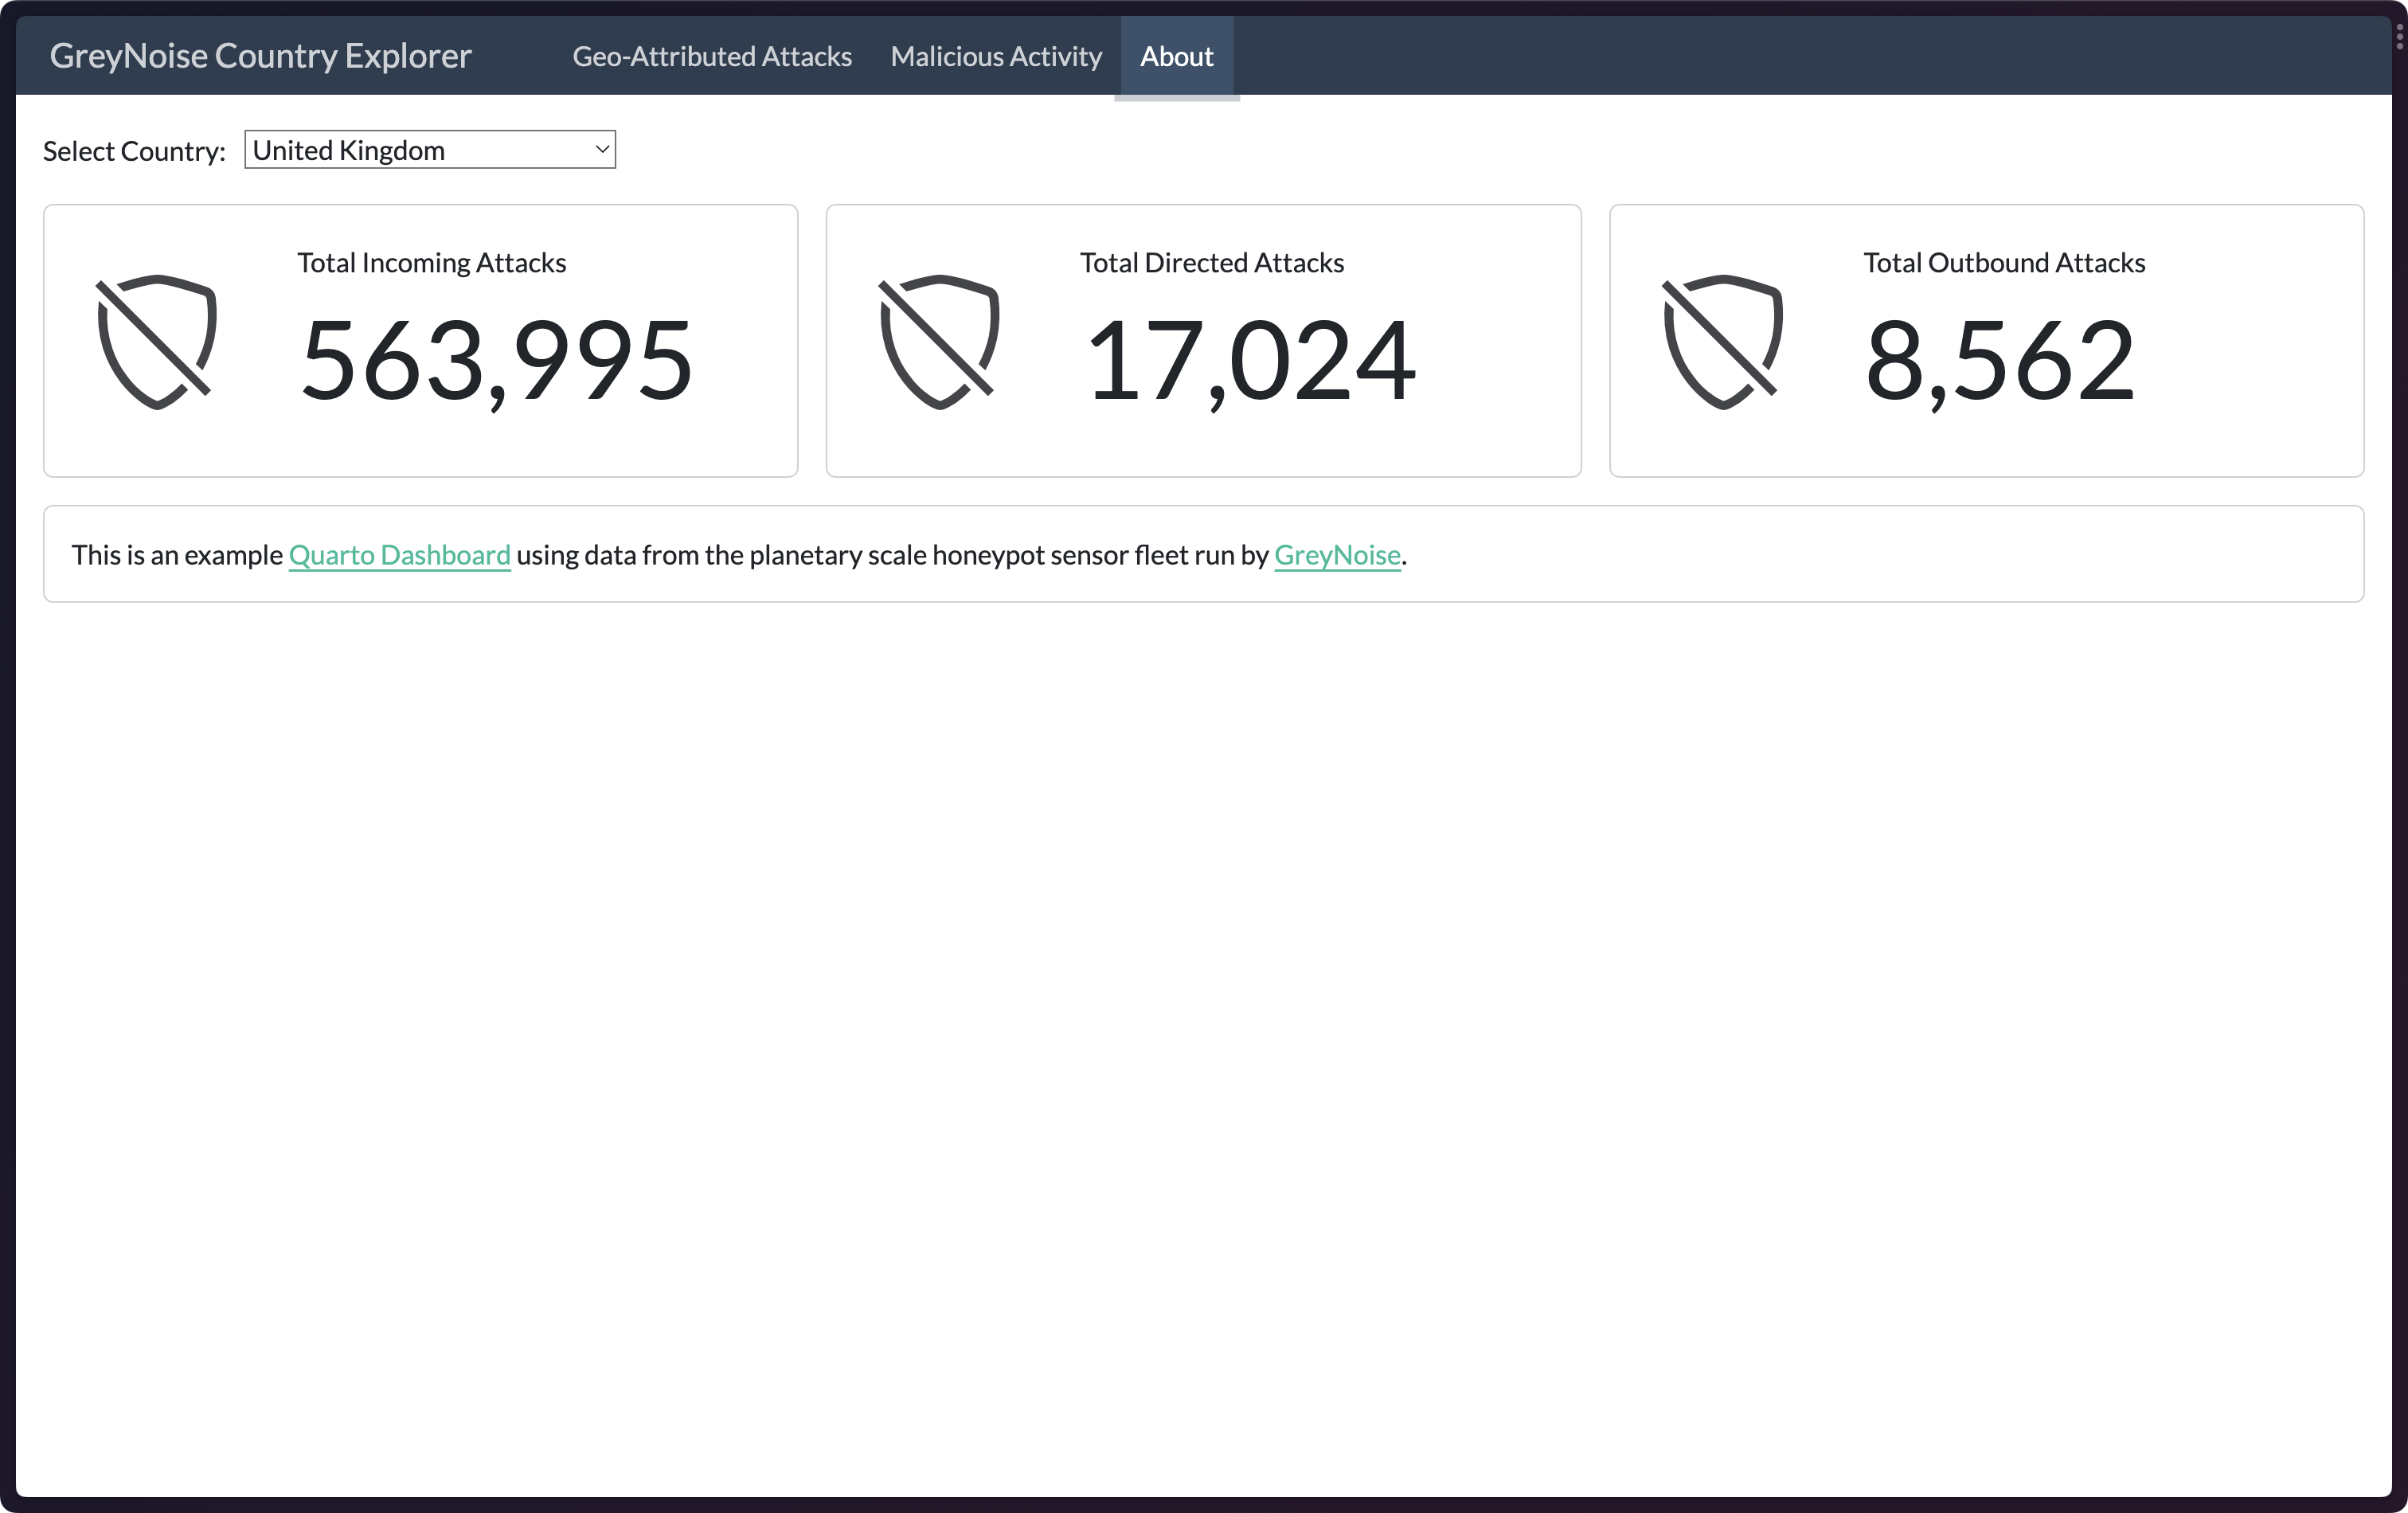 GreyNoise Country Explorer Geo-Attributed Attacks Malicious Activity About
Select Country: United Kingdom
Total Incoming Attacks
563,995
Total Directed Attacks
17,024
Total Outbound Attacks
8,562
This is an example Quarto Dashboard using data from the planetary scale honeypot sensor fleet run by GreyNoise.